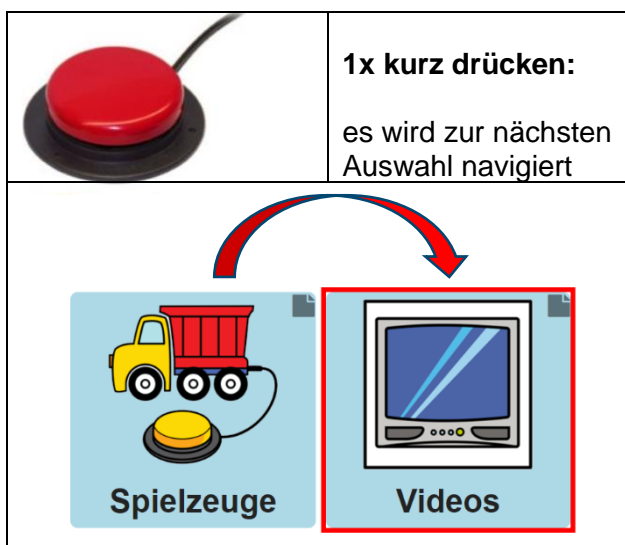 1x kurz drücken:
es wird zur nächsten
Auswahl navigiert
Spielzeuge
Videos